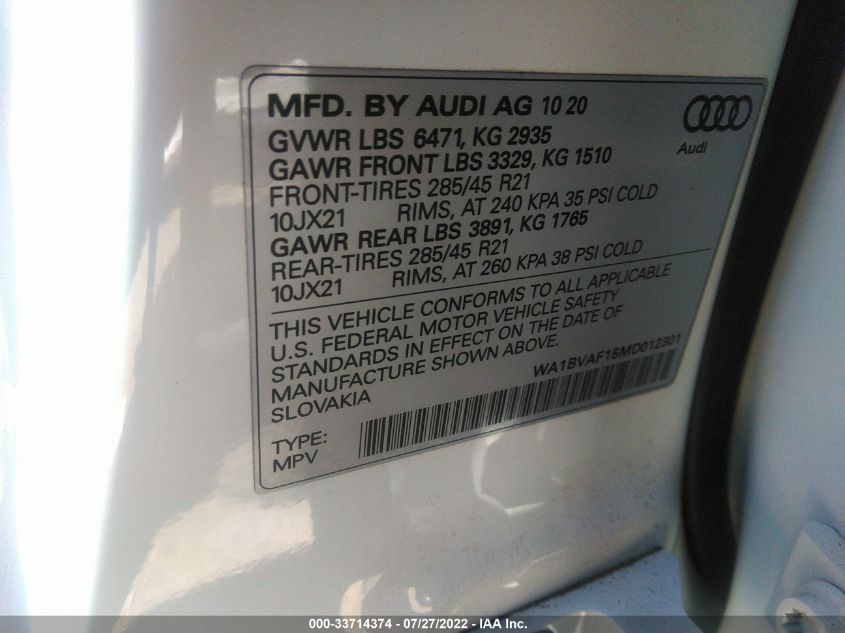 MFD. BY AUDI AG 10 20
GVWR LBS 6471, KG 2935
GAWR FRONT LBS 3329, KG 1510
FRONT-TIRES 285/45 R21
10JX21 RIMS, AT 240 KPA 35 PSI COLD
GAWR REAR LBS 3891, KG 1765
REAR-TIRES 285/45 R21
10JX21 RIMS, AT 260 KPA 38 PSI COLD
Audi
THIS VEHICLE CONFORMS TO ALL APPLICABLE
U.S. FEDERAL MOTOR VEHICLE SAFETY
STANDARDS IN EFFECT ON THE DATE OF
MANUFACTURE SHOWN ABOVE.
SLOVAKIA
WA1BVAF15MD012301
TYPE:
MPV
000-33714374 - 07/27/2022 - © IAA Inc.